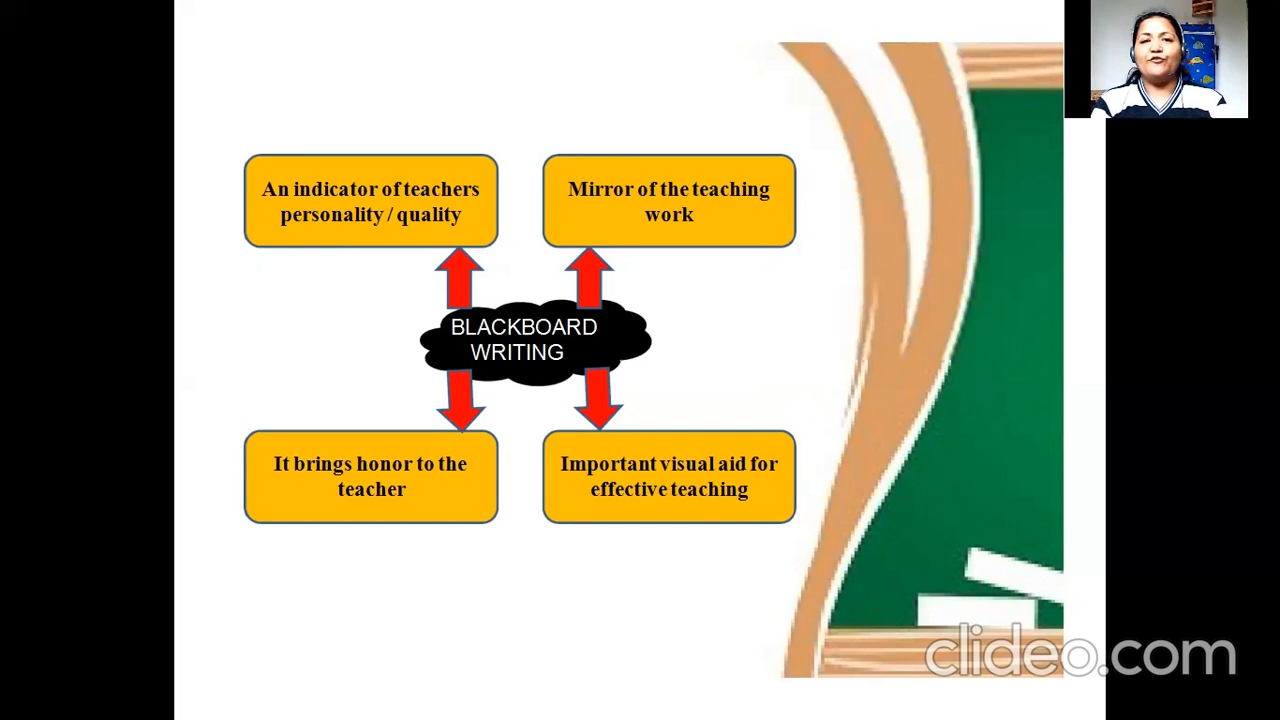 An indicator of teachers
personality / quality
Mirror of the teaching
work
BLACKBOARD
WRITING
It brings honor to the
teacher
Important visual aid for
effective teaching
clideo.com